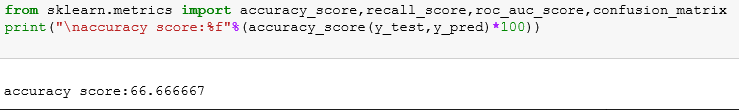 from sklearn.metrics import accuracy_score,recall_score,roc_auc_score,confusion_matrix
print("\naccuracy score:%f"%(accuracy_score(y_test,y_pred)*100))
accuracy score:66.666667